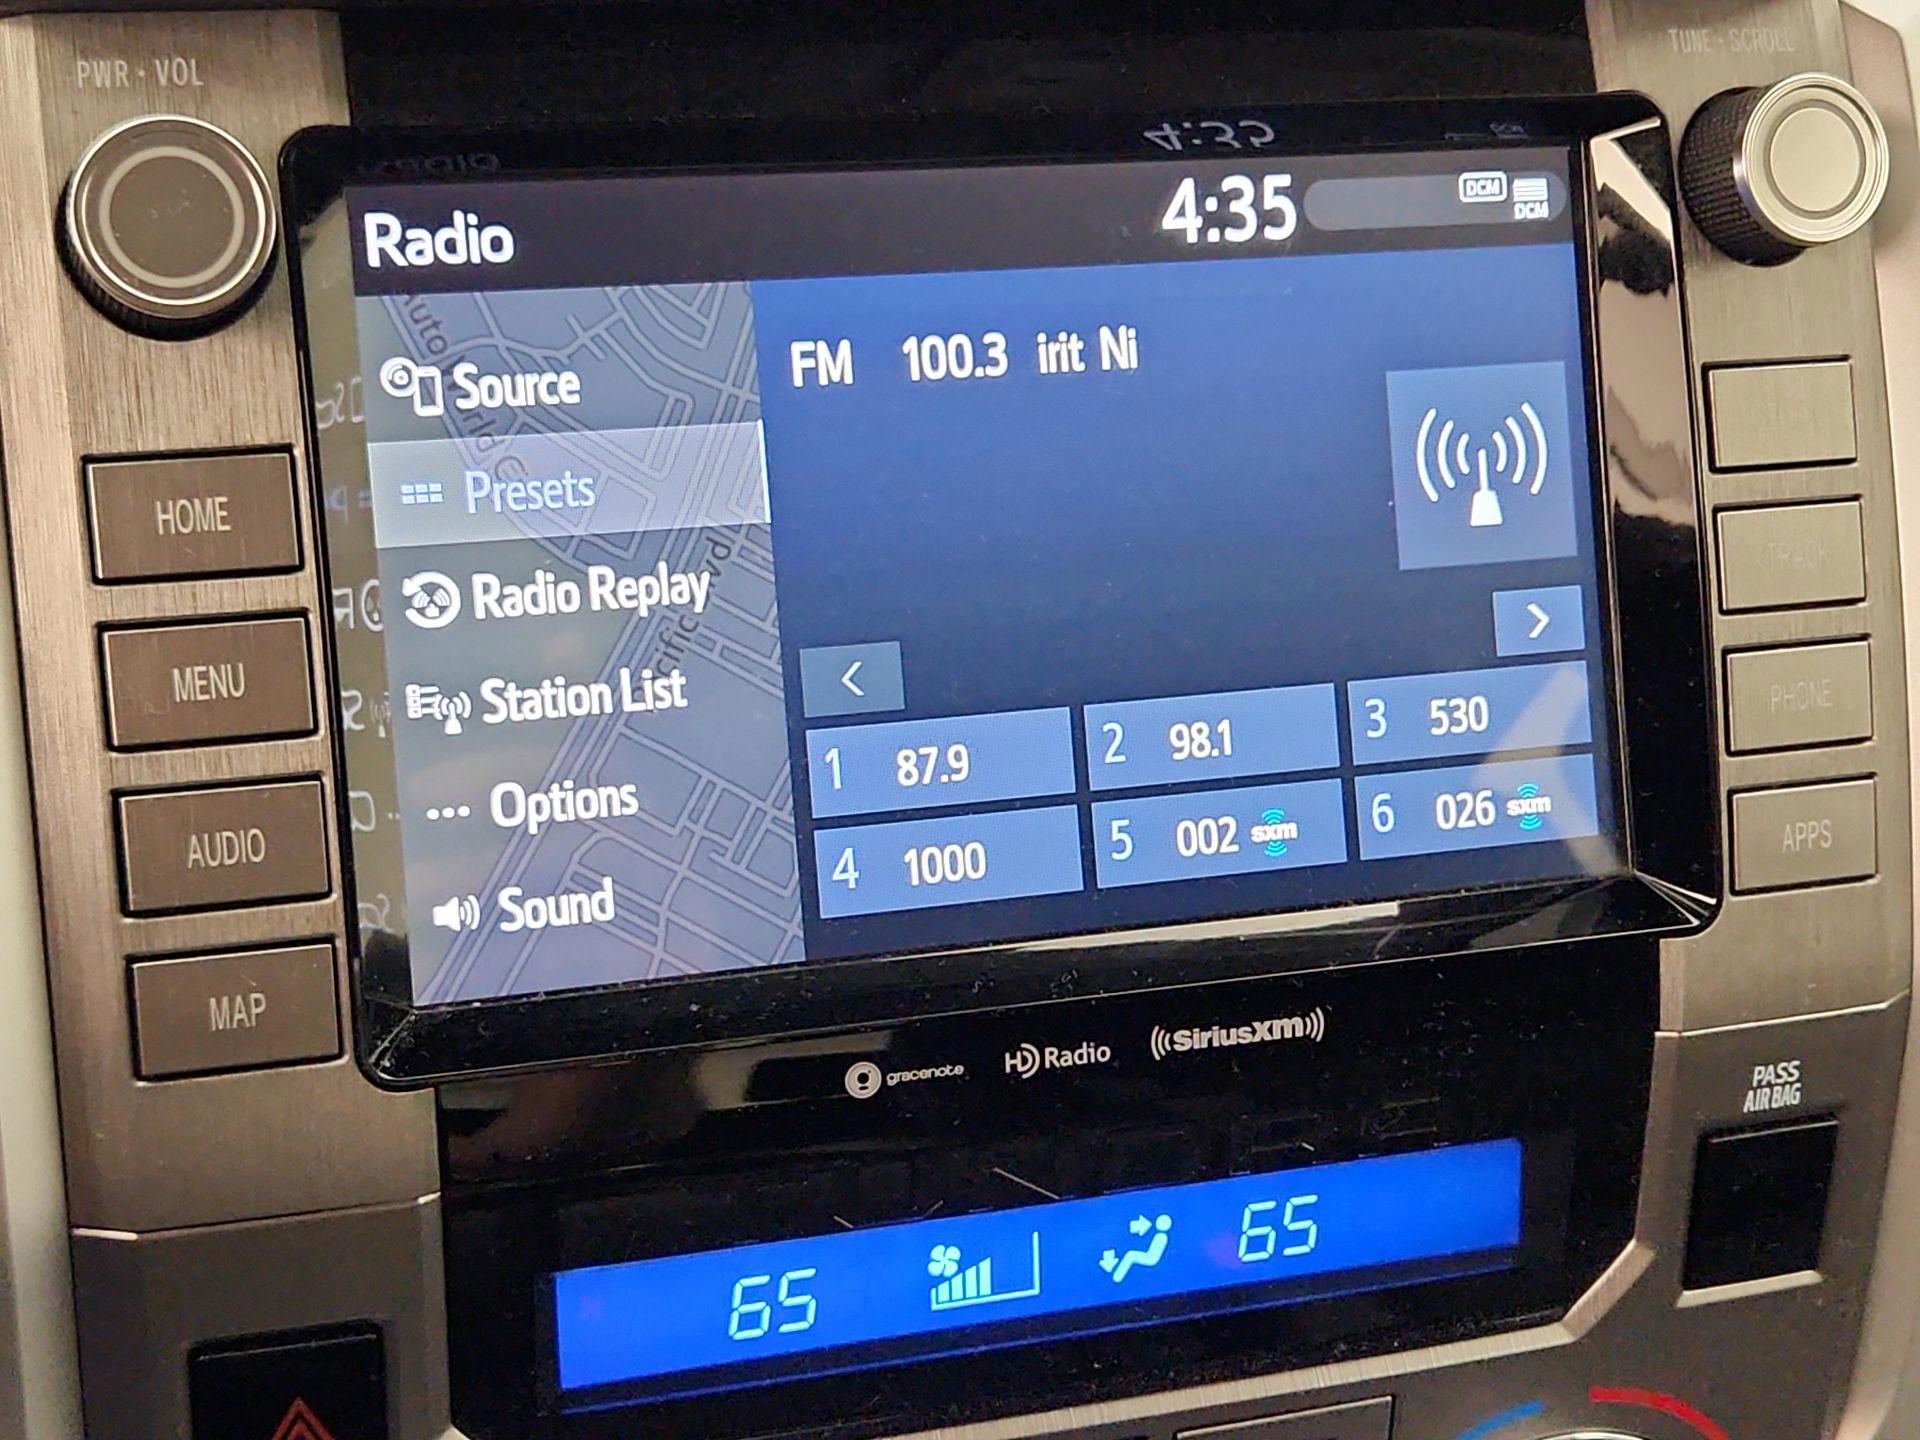 PWR · VOL
TUNE · SCROLL
Radio
4:35
DCM
DCM
Source
FM 100.3 irit Ni
Presets
Radio Replay
Station List
Options
Sound
1 87.9
2 98.1
3 530
4 1000
5 002 sxm
6 026 sxm
HOME
MENU
AUDIO
MAP
TRACK
PHONE
APPS
gracenote
HD Radio
SiriusXM
PASS
AIR BAG
65
65